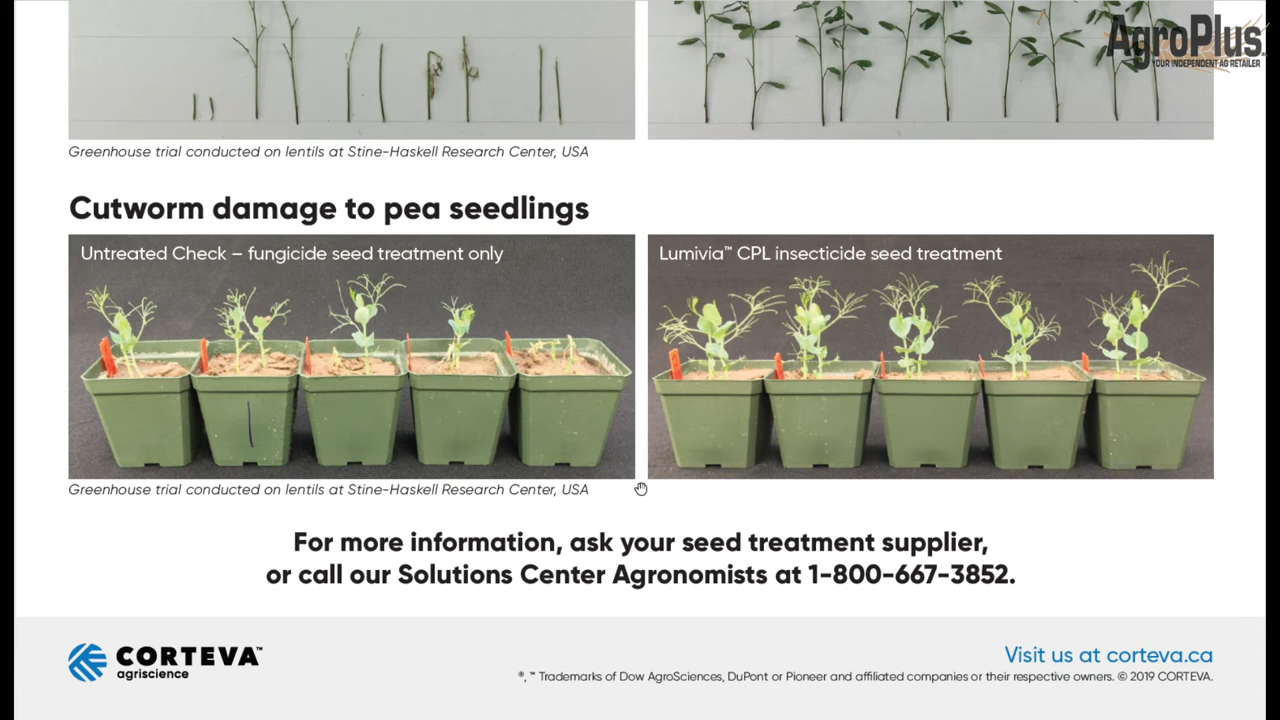 AgroPlus
YOUR INDEPENDENT AG RETAILER
Greenhouse trial conducted on lentils at Stine-Haskell Research Center, USA
Cutworm damage to pea seedlings
Untreated Check – fungicide seed treatment only
Lumivia™ CPL insecticide seed treatment
Greenhouse trial conducted on lentils at Stine-Haskell Research Center, USA
For more information, ask your seed treatment supplier,
or call our Solutions Center Agronomists at 1-800-667-3852.
CORTEVA™
agriscience
Visit us at corteva.ca
®, ™ Trademarks of Dow AgroSciences, DuPont or Pioneer and affiliated companies or their respective owners. © 2019 CORTEVA.